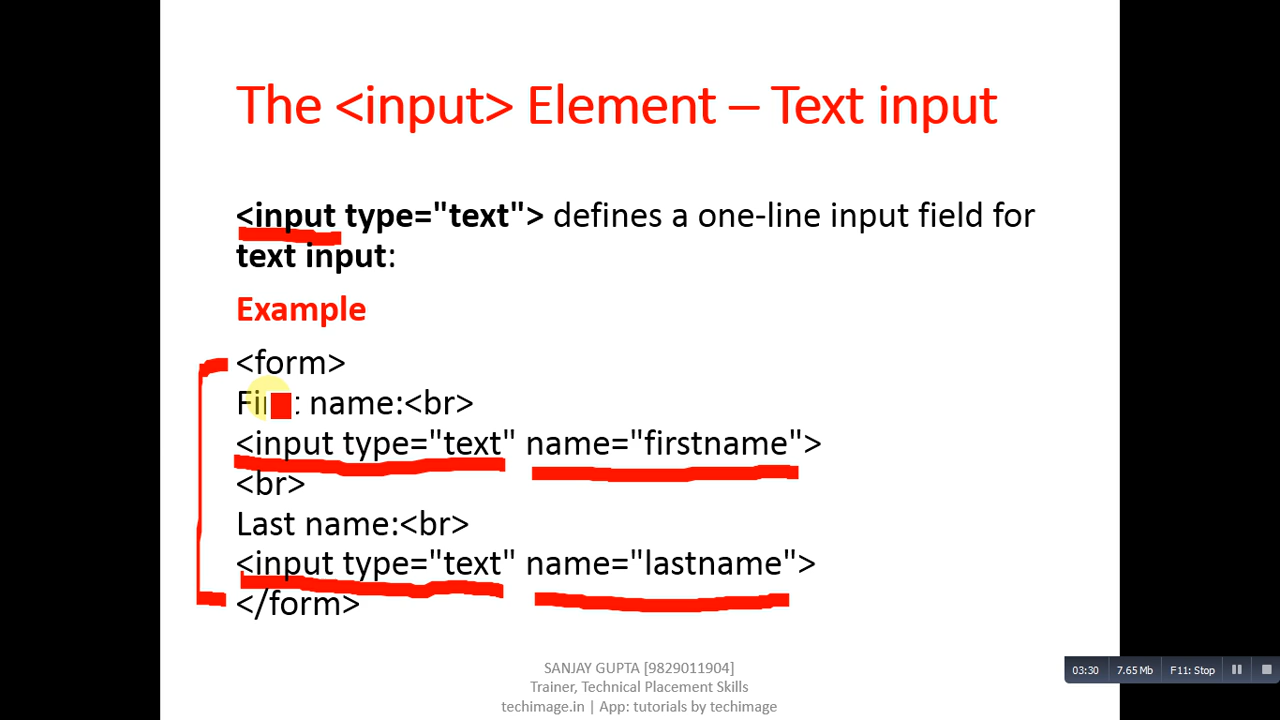 The <input> Element – Text input
<input type="text"> defines a one-line input field for
text input:
Example
<form>
name:<br>
<input type="text" name="firstname">
<br>
Last name:<br>
<input type="text" name="lastname">
</form>
SANJAY GUPTA [9829011904]
Trainer, Technical Placement Skills
techimage.in | App: tutorials by techimage
03:30 7.65 Mb F11: Stop